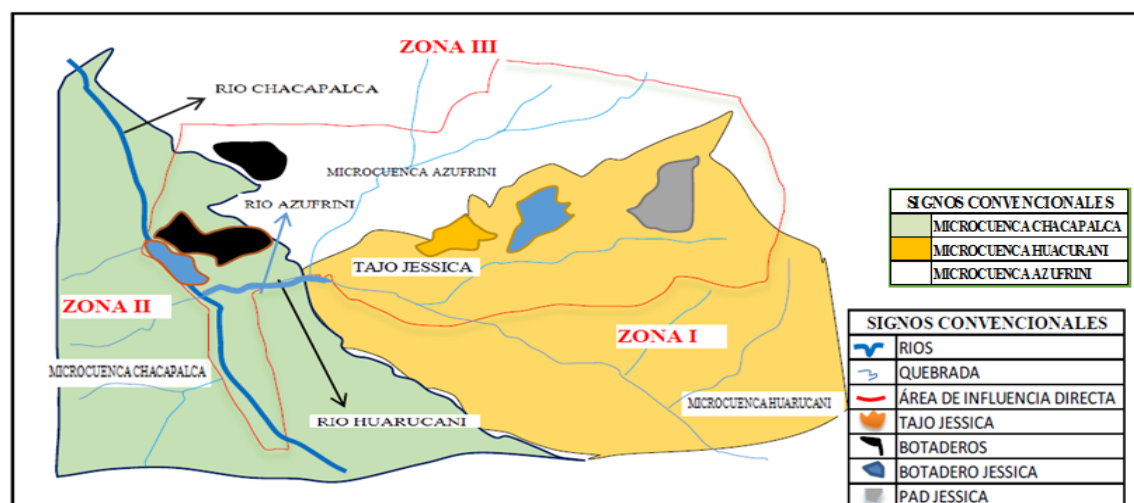 ZONA III
RIO CHACAPALCA
MICROCUENCA AZUFRINI
RIO AZUFRINI
TAJO JESSICA
ZONA II
ZONA I
MICROCUENCA CHACAPALCA
MICROCUENCA HUARUCANI
RIO HUARUCANI
SIGNOS CONVENCIONALES
MICROCUENCA CHACAPALCA
MICROCUENCA HUACURANI
MICROCUENCA AZUFRINI
SIGNOS CONVENCIONALES
RIOS
QUEBRADA
ÁREA DE INFLUENCIA DIRECTA
TAJO JESSICA
BOTADEROS
BOTADERO JESSICA
PAD JESSICA